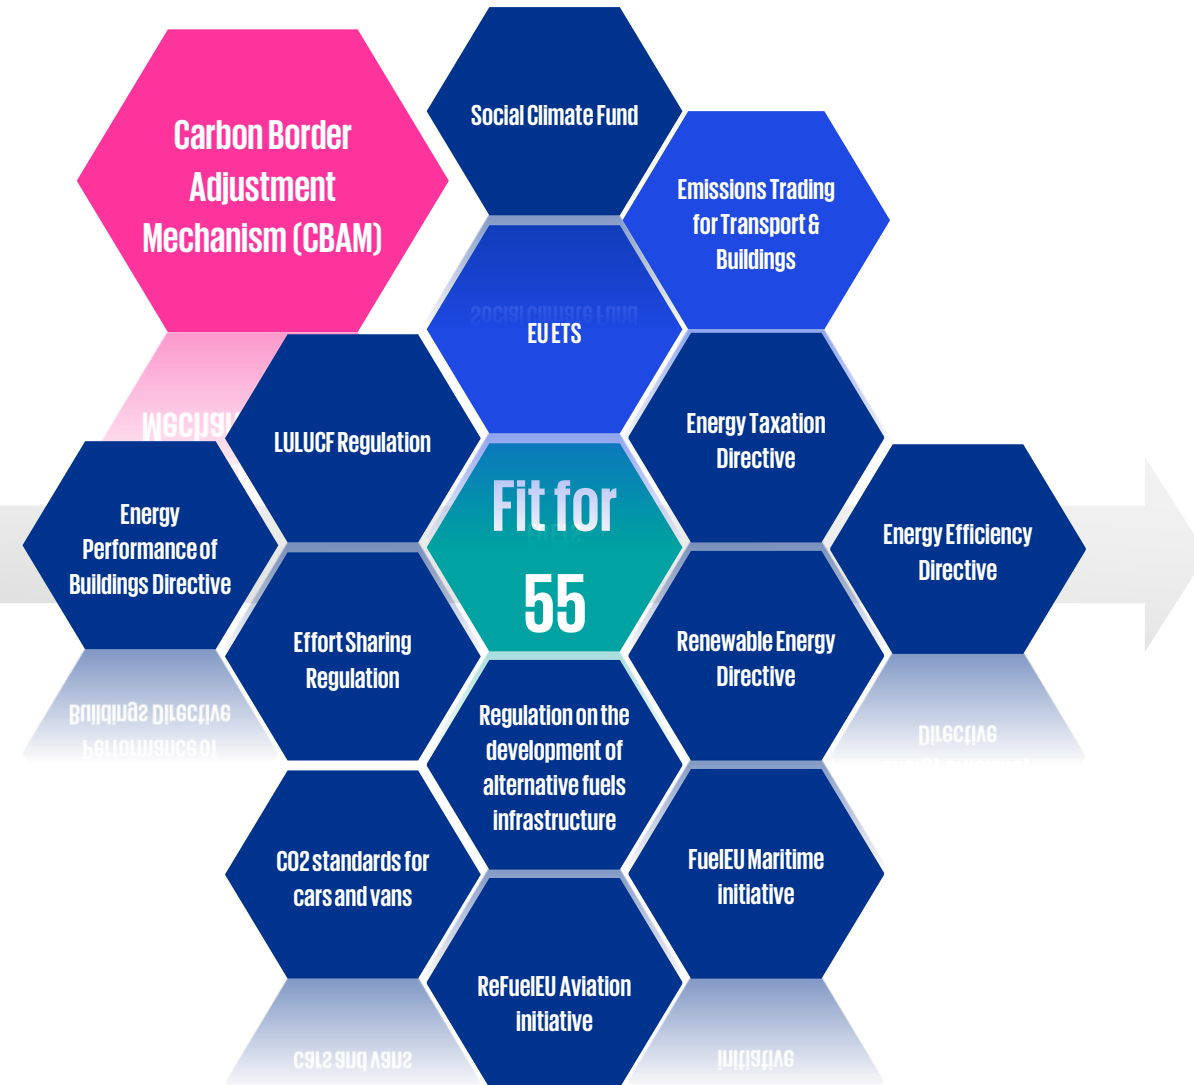 Carbon Border
Adjustment
Mechanism (CBAM)
Social Climate Fund
Emissions Trading
for Transport &
Buildings
EU ETS
LULUCF Regulation
Energy Taxation
Directive
Energy
Performance of
Buildings Directive
Fit for
55
Energy Efficiency
Directive
Effort Sharing
Regulation
Renewable Energy
Directive
Regulation on the
development of
alternative fuels
infrastructure
CO2 standards for
cars and vans
FuelEU Maritime
initiative
ReFuelEU Aviation
initiative